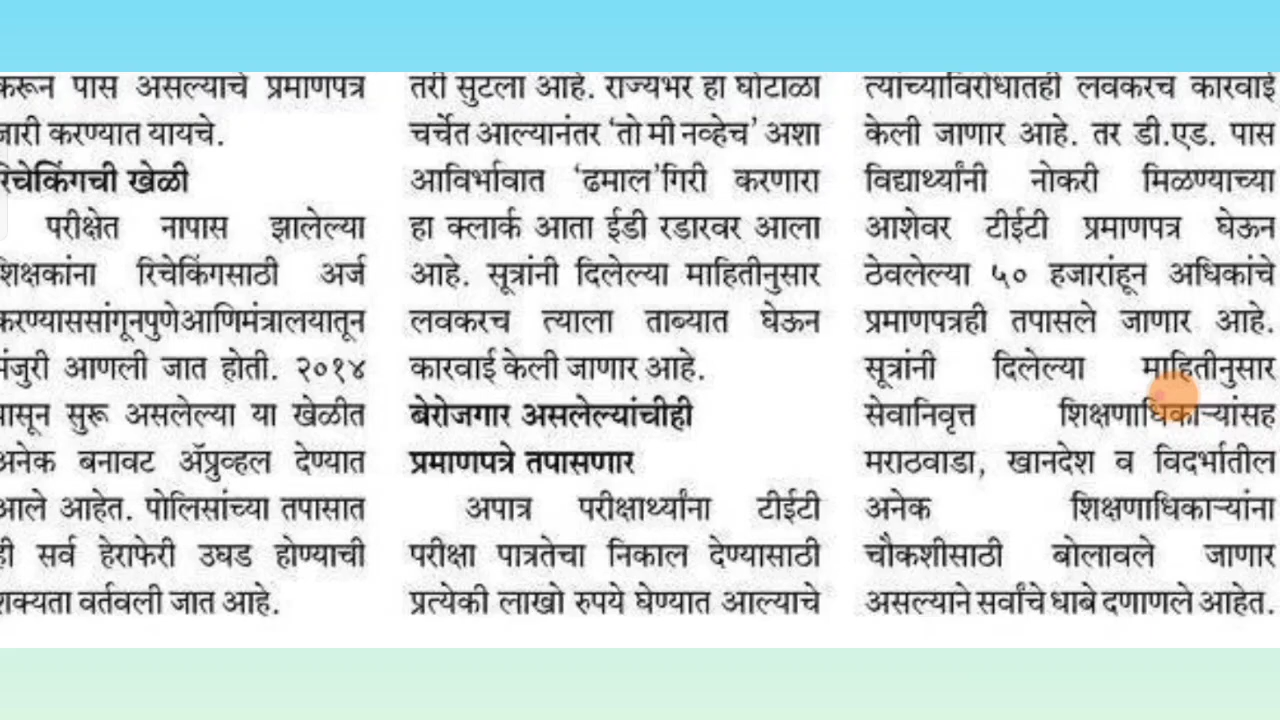 करून पास असल्याचे प्रमाणपत्र
जारी करण्यात यायचे.
रिचेकिंगची खेळी
परीक्षेत नापास झालेल्या
शिक्षकांना रिचेकिंगसाठी अर्ज
करण्याससांगूनपुणेआणिमंत्रालयातून
मंजुरी आणली जात होती. २०१४
पासून सुरू असलेल्या या खेळीत
अनेक बनावट ॲप्रुव्हल देण्यात
आले आहेत. पोलिसांच्या तपासात
ही सर्व हेराफेरी उघड होण्याची
शक्यता वर्तवली जात आहे.
तरी सुटला आहे. राज्यभर हा घोटाळा
चर्चेत आल्यानंतर ‘तो मी नव्हेच’ अशा
आविर्भावात ‘ढमाल’गिरी करणारा
हा क्लार्क आता ईडी रडारवर आला
आहे. सूत्रांनी दिलेल्या माहितीनुसार
लवकरच त्याला ताब्यात घेऊन
कारवाई केली जाणार आहे.
बेरोजगार असलेल्यांचीही
प्रमाणपत्रे तपासणार
अपात्र परीक्षार्थ्यांना टीईटी
परीक्षा पात्रतेचा निकाल देण्यासाठी
प्रत्येकी लाखो रुपये घेण्यात आल्याचे
त्यांच्याविरोधातही लवकरच कारवाई
केली जाणार आहे. तर डी.एड. पास
विद्यार्थ्यांनी नोकरी मिळण्याच्या
आशेवर टीईटी प्रमाणपत्र घेऊन
ठेवलेल्या ५० हजारांहून अधिकांचे
प्रमाणपत्रही तपासले जाणार आहे.
सूत्रांनी दिलेल्या माहितीनुसार
सेवानिवृत्त शिक्षणाधिकाऱ्यांसह
मराठवाडा, खानदेश व विदर्भातील
अनेक शिक्षणाधिकाऱ्यांना
चौकशीसाठी बोलावले जाणार
असल्याने सर्वांचे धाबे दणाणले आहेत.